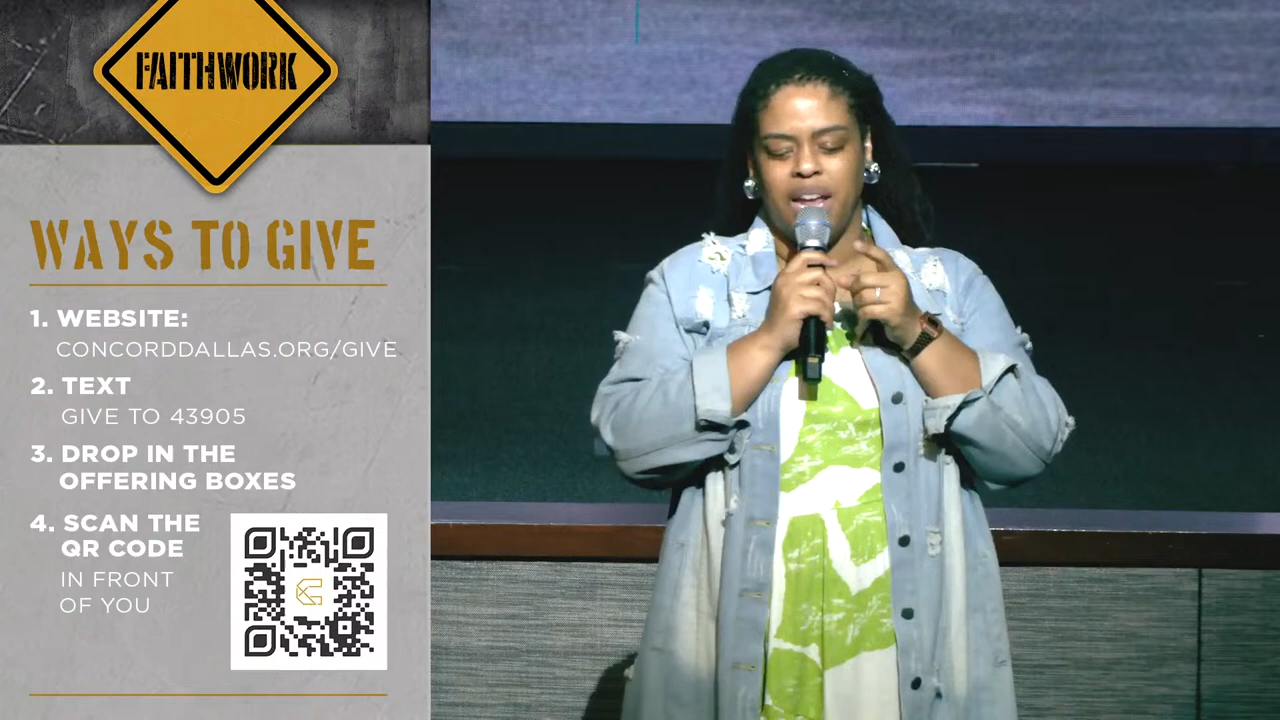 FAITHWORK
WAYS TO GIVE
1. WEBSITE:
CONCORDDALLAS.ORG/GIVE
2. TEXT
GIVE TO 43905
3. DROP IN THE
OFFERING BOXES
4. SCAN THE
QR CODE
IN FRONT
OF YOU